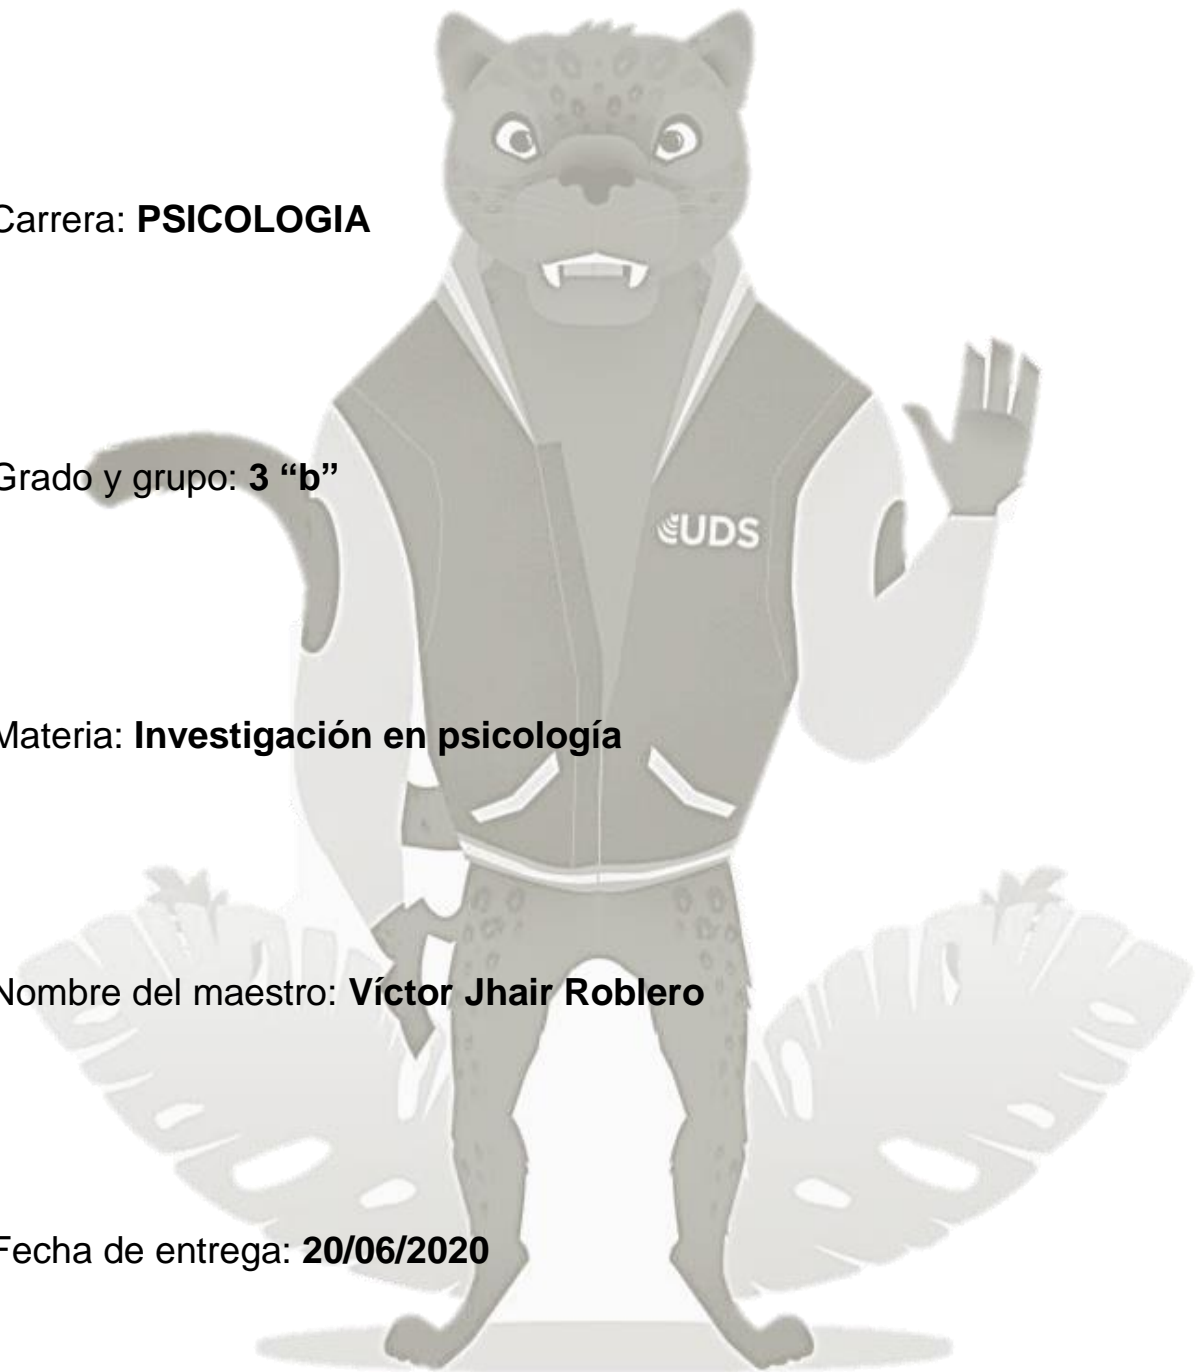 Carrera: PSICOLOGIA
Grado y grupo: 3 “b”
UDS
Materia: Investigación en psicología
Nombre del maestro: Víctor Jhair Roblero
Fecha de entrega: 20/06/2020